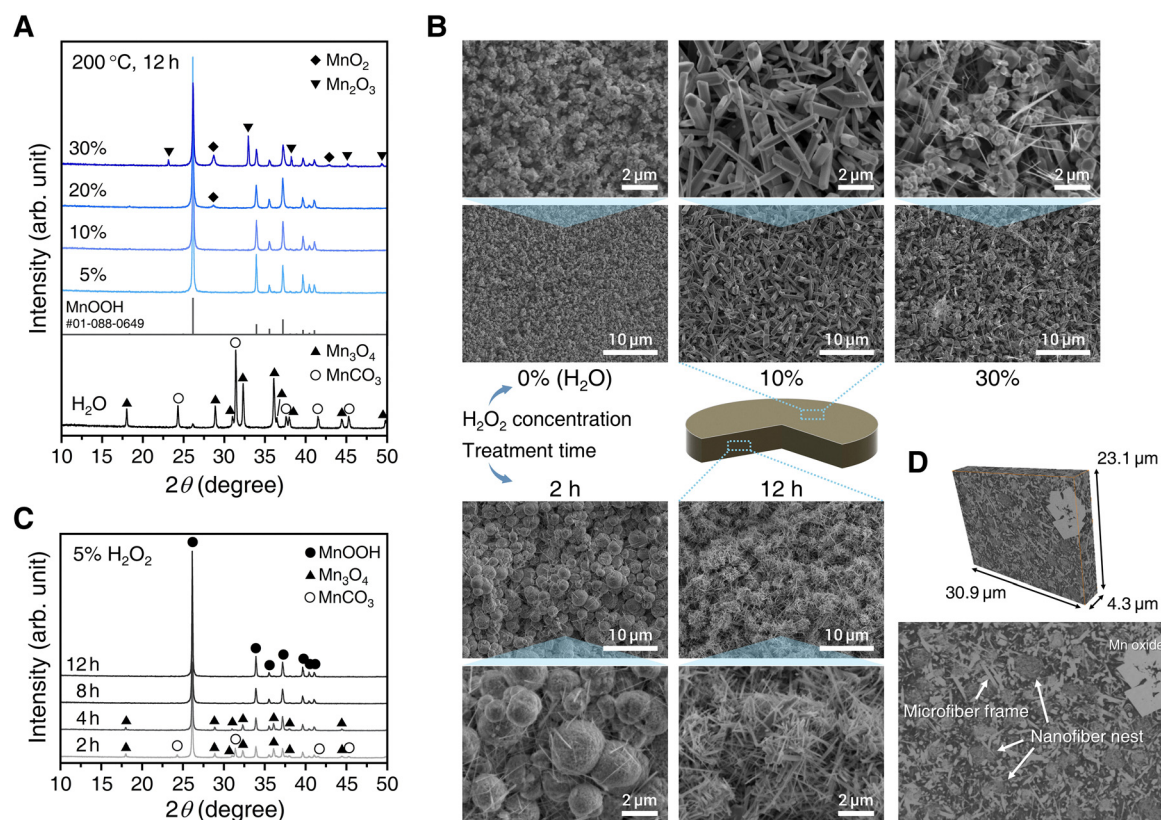 A
200 °C, 12 h
◆ MnO₂
▼ Mn₂O₃
30%
20%
10%
5%
MnOOH
#01-088-0649
▲ Mn₃O₄
○ MnCO₃
H₂O
Intensity (arb. unit)
10 15 20 25 30 35 40 45 50
2θ (degree)
B
2 µm
2 µm
2 µm
10 µm
10 µm
10 µm
0% (H₂O)
10%
30%
H₂O₂ concentration
Treatment time
2 h
12 h
10 µm
10 µm
2 µm
2 µm
C
5% H₂O₂
● MnOOH
▲ Mn₃O₄
○ MnCO₃
12 h
8 h
4 h
2 h
Intensity (arb. unit)
10 15 20 25 30 35 40 45 50
2θ (degree)
D
23.1 µm
30.9 µm
4.3 µm
Mn oxide
Microfiber frame
Nanofiber nest